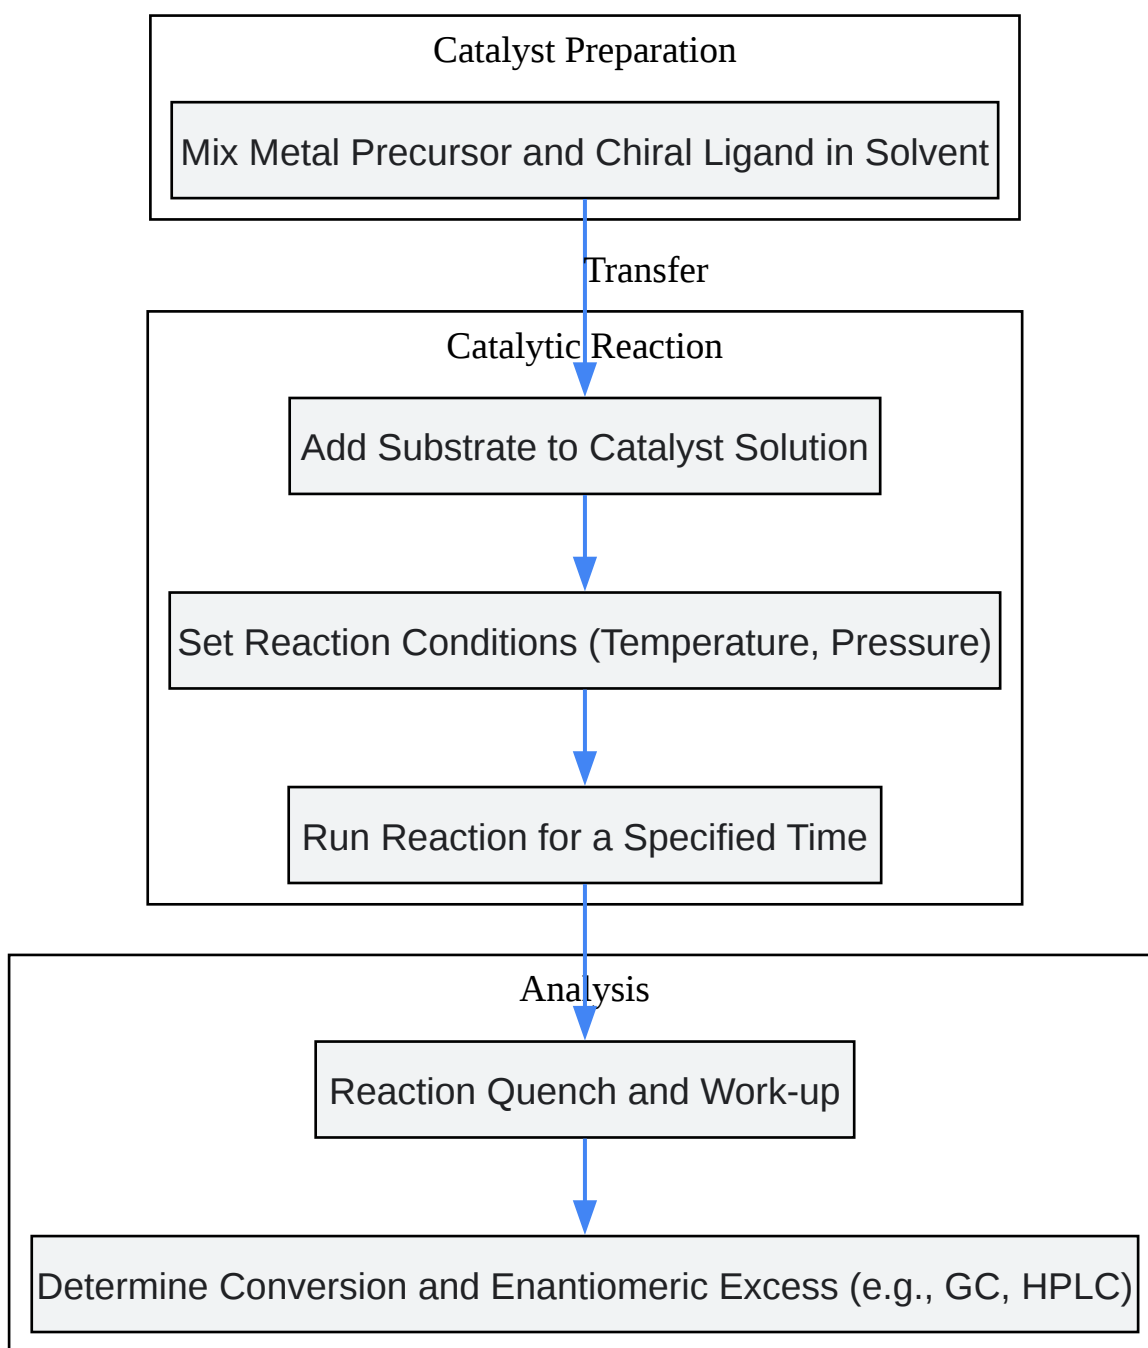 Catalyst Preparation
Mix Metal Precursor and Chiral Ligand in Solvent
Transfer
Catalytic Reaction
Add Substrate to Catalyst Solution
Set Reaction Conditions (Temperature, Pressure)
Run Reaction for a Specified Time
Analysis
Reaction Quench and Work-up
Determine Conversion and Enantiomeric Excess (e.g., GC, HPLC)